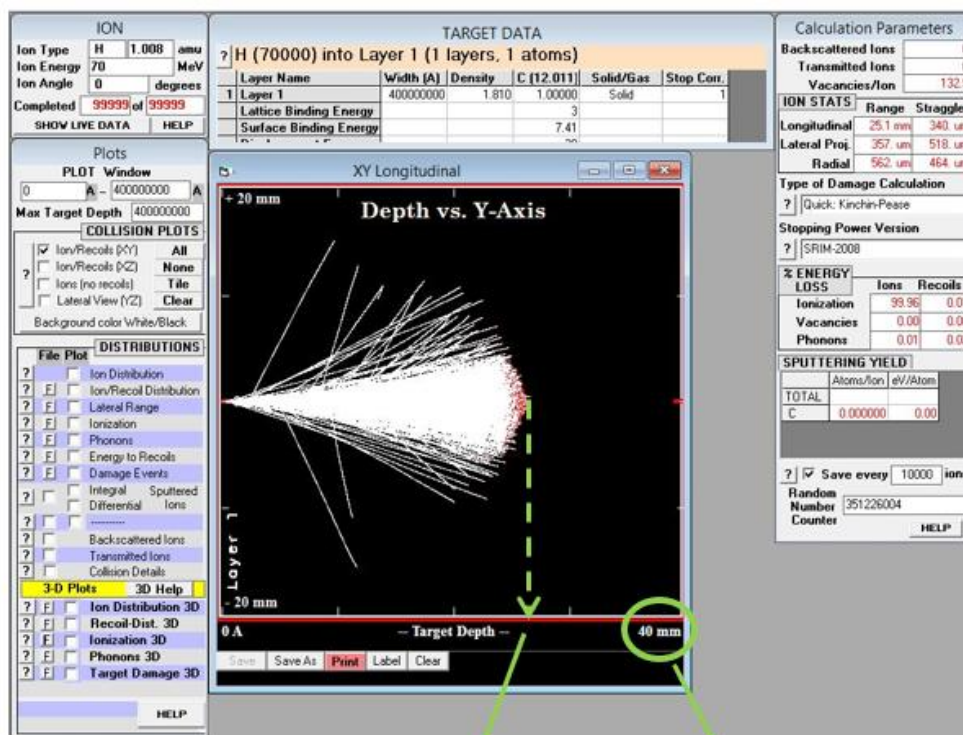 ION
Ion Type H 1.008 amu
Ion Energy 70 MeV
Ion Angle 0 degrees
Completed 99999 of 99999
SHOW LIVE DATA HELP
TARGET DATA
? H (70000) into Layer 1 (1 layers, 1 atoms)
Layer Name Width (A) Density C (12.011) Solid/Gas Stop Corr.
1 Layer 1 400000000 1.810 1.00000 Solid 1
Lattice Binding Energy 3
Surface Binding Energy 7.41
Calculation Parameters
Backscattered Ions
Transmitted Ions
Vacancies/Ion 132.
ION STATS Range Straggle
Longitudinal 25.1 mm 340. um
Lateral Proj. 357. um 518. um
Radial 562. um 464. um
Type of Damage Calculation
? Quick: Kinchin-Pease
Stopping Power Version
? SRIM-2008
% ENERGY LOSS Ions Recoils
Ionization 99.96 0.0
Vacancies 0.00 0.0
Phonons 0.01 0.0
SPUTTERING YIELD
Atoms/Ion eV/Atom
TOTAL
C 0.000000 0.00
? Save every 10000 ion
Random Number Counter 351226004
HELP
Plots
PLOT Window
0 A - 400000000 A
Max Target Depth 400000000
COLLISION PLOTS
Ion/Recoils (XY) All
Ion/Recoils (XZ) None
? Ions (no recoils) Tile
Lateral View (YZ) Clear
Background color White/Black
DISTRIBUTIONS
File Plot
? Ion Distribution
? F Ion/Recoil Distribution
? F Lateral Range
? F Ionization
? F Phonons
? F Energy to Recoils
? F Damage Events
? Integral Sputtered
Differential Ions
? ----------
? Backscattered Ions
? Transmitted Ions
? Collision Details
3-D Plots 3D Help
? F Ion Distribution 3D
? F Recoil-Dist. 3D
? F Ionization 3D
? F Phonons 3D
? F Target Damage 3D
HELP
XY Longitudinal
+ 20 mm
Depth vs. Y-Axis
Layer 1
- 20 mm
0 A -- Target Depth -- 40 mm
Save Save As Print Label Clear